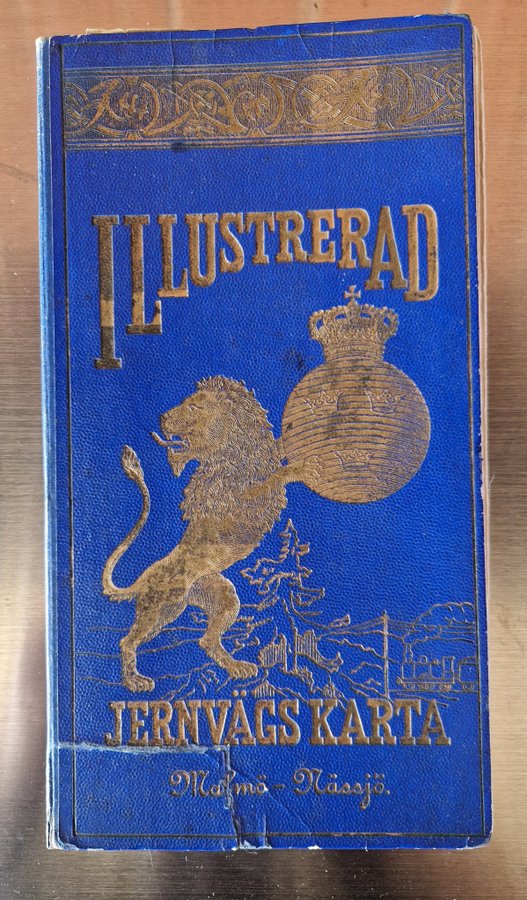 ILLUSTRERAD
JERNVÄGS KARTA
Malmö - Nässjö.